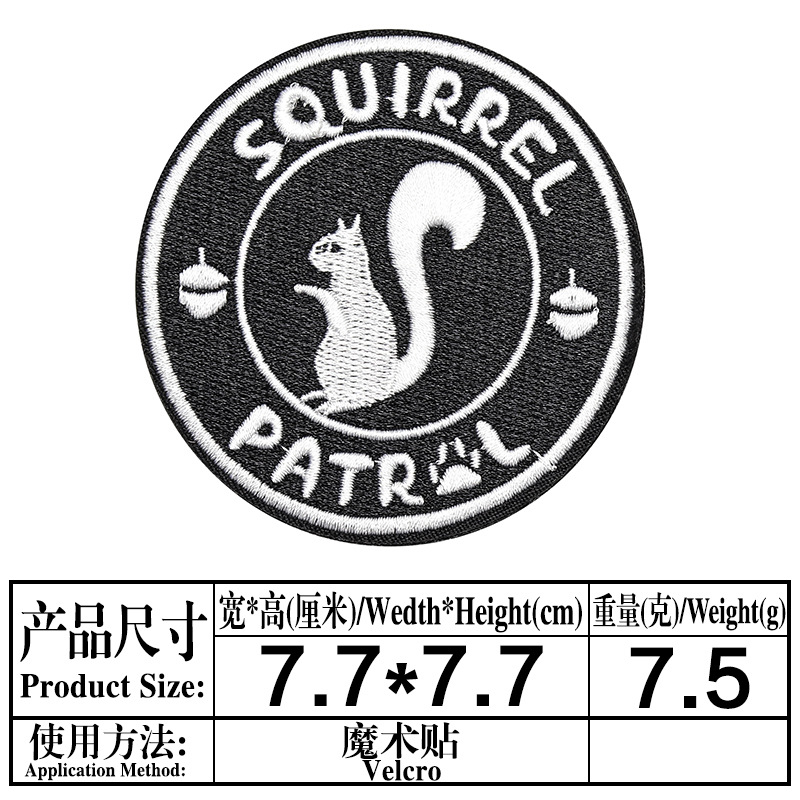 SQUIRREL
PATROL
产品尺寸
Product Size:
宽*高(厘米)/Wedth*Height(cm)
重量(克)/Weight(g)
7.7*7.7
7.5
使用方法:
Application Method:
魔术贴
Velcro